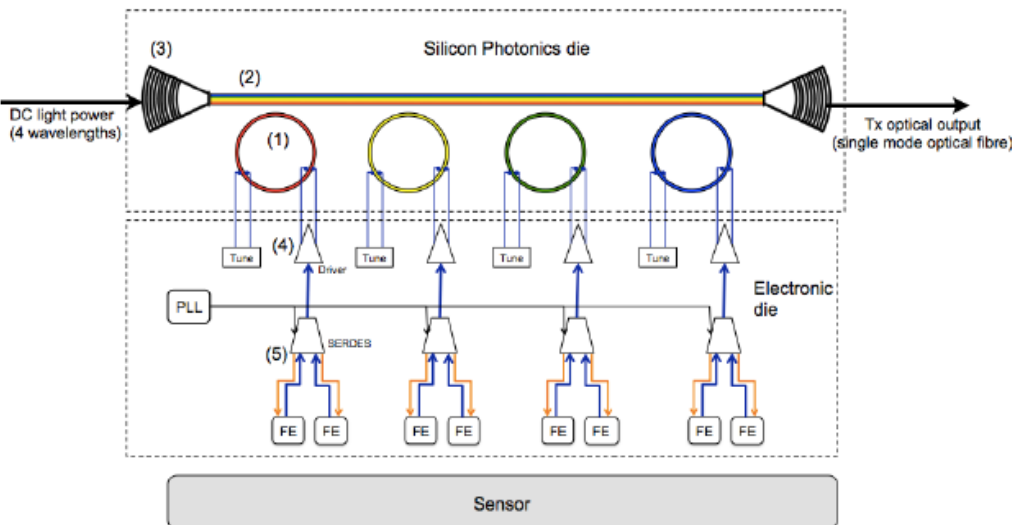 Silicon Photonics die
(3)
(2)
DC light power
(4 wavelengths)
Tx optical output
(single mode optical fibre)
(1)
(4)
Tune
Tune
Tune
Tune
Driver
Electronic
die
PLL
SERDES
(5)
FE FE FE FE FE FE FE FE
Sensor